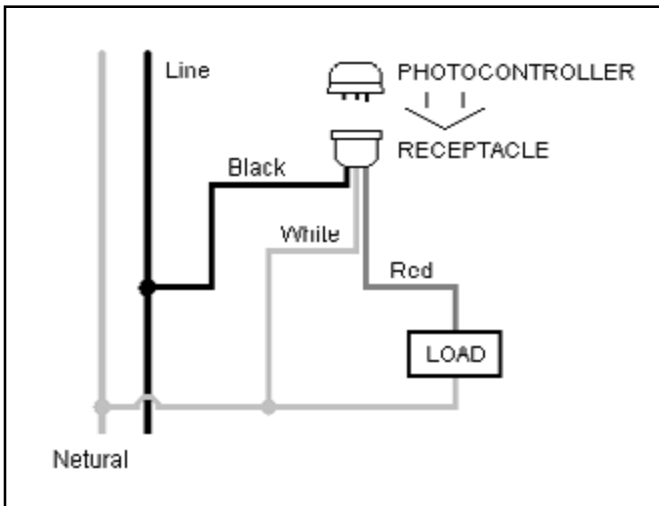 Line
PHOTOCONTROLLER
RECEPTACLE
Black
White
Red
LOAD
Netural